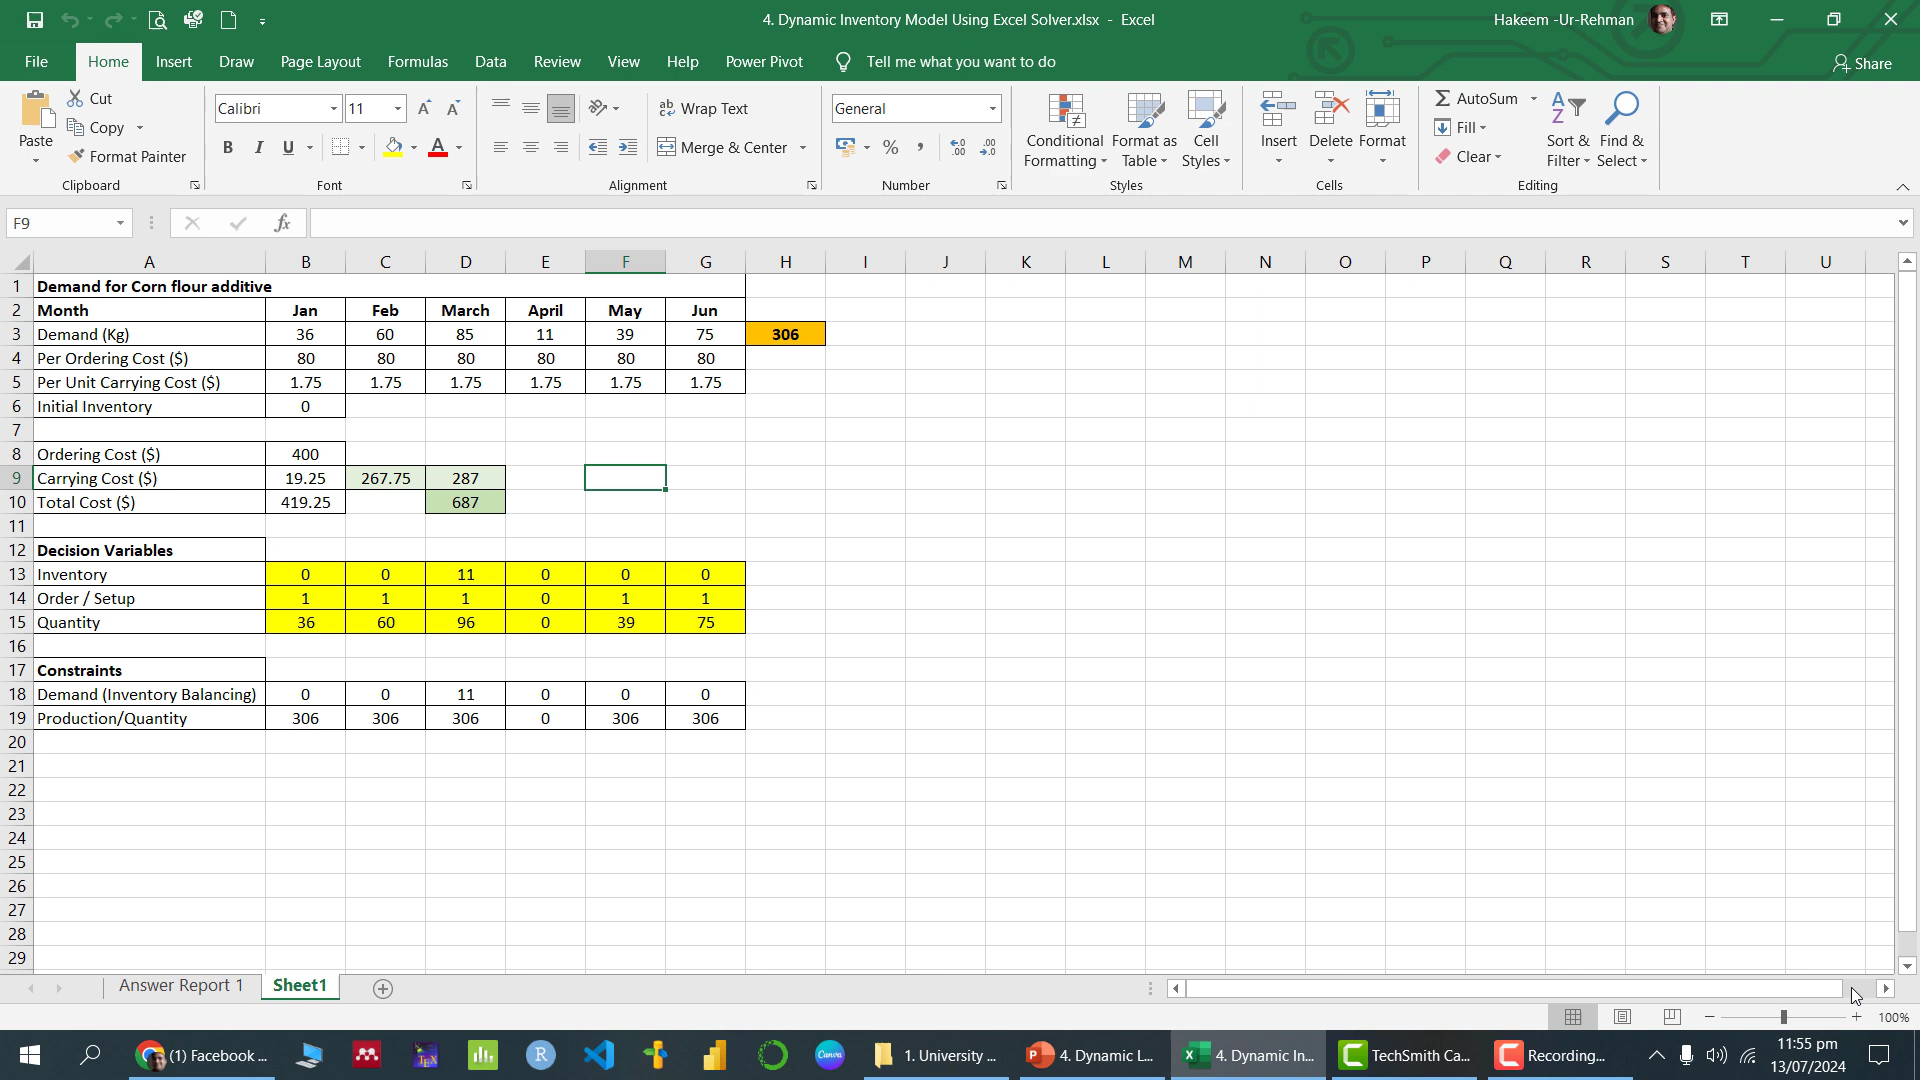 4. Dynamic Inventory Model Using Excel Solver.xlsx - Excel
Hakeem -Ur-Rehman
File Home Insert Draw Page Layout Formulas Data Review View Help Power Pivot Tell me what you want to do Share
Paste
Cut
Copy
Format Painter
Clipboard
Calibri 11
B I U
Font
Wrap Text
Merge & Center
Alignment
General
%
Number
Conditional Formatting
Format as Table
Cell Styles
Styles
Insert Delete Format
Cells
AutoSum
Fill
Clear
Sort & Filter
Find & Select
Editing
F9 fx
A B C D E F G H I J K L M N O P Q R S T U
1 Demand for Corn flour additive
2 Month Jan Feb March April May Jun
3 Demand (Kg) 36 60 85 11 39 75 306
4 Per Ordering Cost ($) 80 80 80 80 80 80
5 Per Unit Carrying Cost ($) 1.75 1.75 1.75 1.75 1.75 1.75
6 Initial Inventory 0
7
8 Ordering Cost ($) 400
9 Carrying Cost ($) 19.25 267.75 287
10 Total Cost ($) 419.25 687
11
12 Decision Variables
13 Inventory 0 0 11 0 0 0
14 Order / Setup 1 1 1 0 1 1
15 Quantity 36 60 96 0 39 75
16
17 Constraints
18 Demand (Inventory Balancing) 0 0 11 0 0 0
19 Production/Quantity 306 306 306 0 306 306
20
21
22
23
24
25
26
27
28
29
Answer Report 1 Sheet1
100%
(1) Facebook ...
1. University ...
4. Dynamic L...
4. Dynamic In...
TechSmith Ca...
Recording...
11:55 pm
13/07/2024